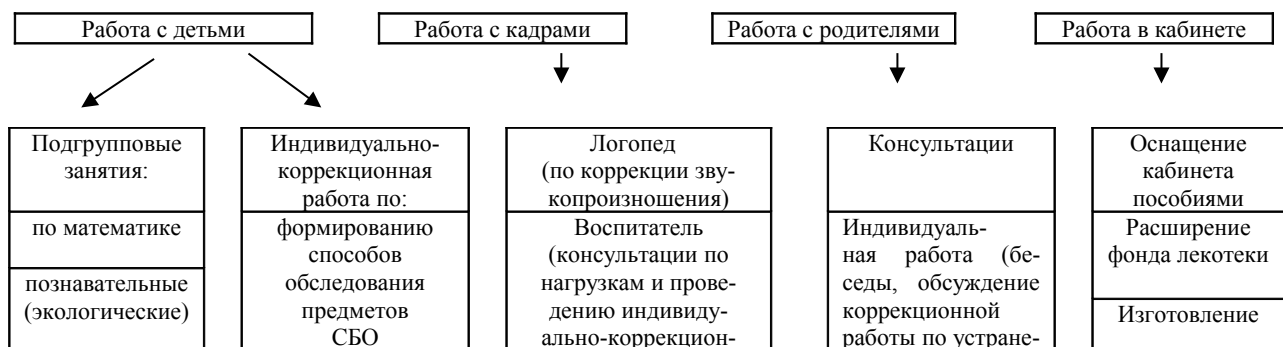 Работа с детьми
Работа с кадрами
Работа с родителями
Работа в кабинете
Подгрупповые
занятия:
по математике
познавательные
(экологические)
Индивидуально-
коррекционная
работа по:
формированию
способов
обследования
предметов
СБО
Логопед
(по коррекции зву-
копроизношения)
Воспитатель
(консультации по
нагрузкам и прове-
дению индивиду-
ально-коррекцион-
Консультации
Индивидуаль-
ная работа (бе-
седы, обсуждение
коррекционной
работы по устране-
Оснащение
кабинета
пособиями
Расширение
фонда лекотеки
Изготовление